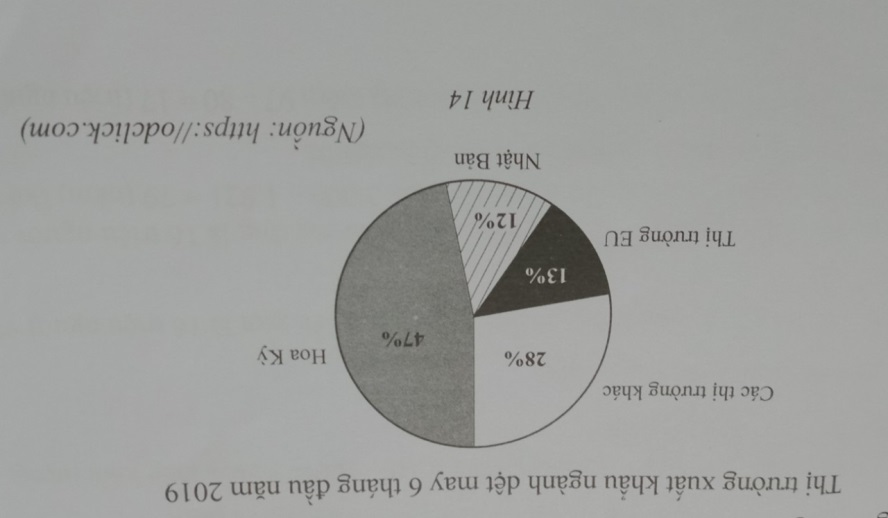 Thị trường xuất khẩu ngành dệt may 6 tháng đầu năm 2019
Các thị trường khác
28%
47%
Hoa Kỳ
13%
Thị trường EU
12%
Nhật Bản
(Nguồn: https://odclick.com)
Hình 14